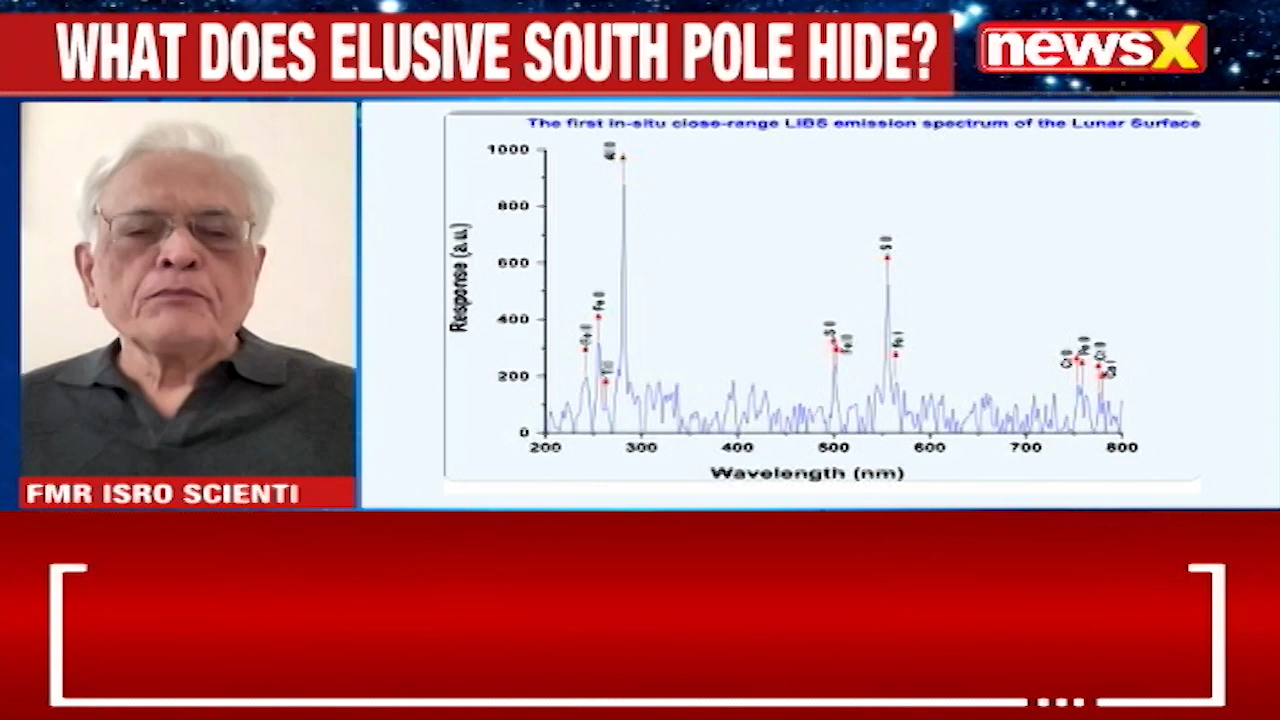 WHAT DOES ELUSIVE SOUTH POLE HIDE?
newsX
The first in-situ close-range LIBS emission spectrum of the Lunar Surface
1000
800
600
400
200
0
Response (a.u.)
200 300 400 500 600 700 800
Wavelength (nm)
FMR ISRO SCIENTI